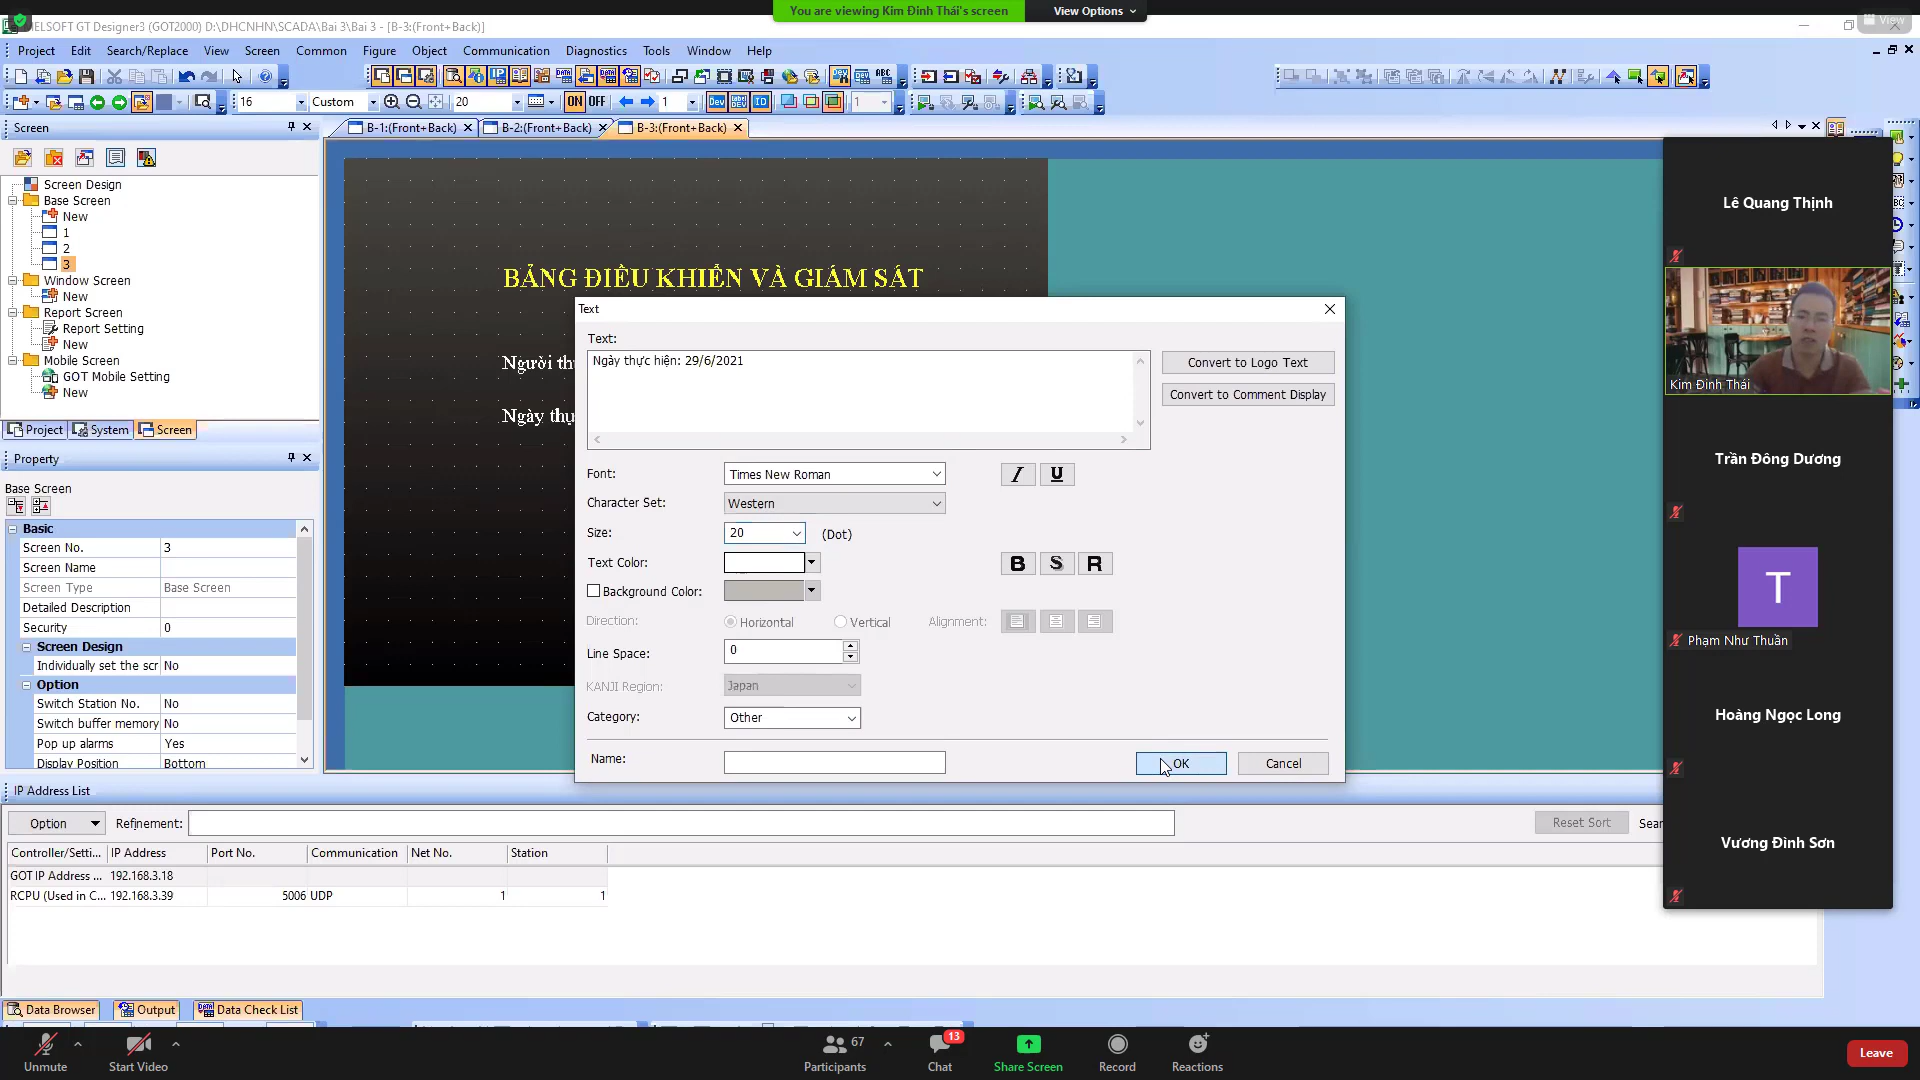 You are viewing Kim Đình Thái's screen
View Options
View
MELSOFT GT Designer3 (GOT2000) D:\DHCNHN\SCADA\Bai 3\Bai 3 - [B-3:(Front+Back)]
Project Edit Search/Replace View Screen Common Figure Object Communication Diagnostics Tools Window Help
16 Custom 20 ON OFF 1 1
Screen
B-1:(Front+Back) B-2:(Front+Back) B-3:(Front+Back)
Screen Design
Base Screen
New
1
2
3
Window Screen
New
Report Screen
Report Setting
New
Mobile Screen
GOT Mobile Setting
New
Project System Screen
Property
Base Screen
Basic
Screen No. 3
Screen Name
Screen Type Base Screen
Detailed Description
Security 0
Screen Design
Individually set the scr No
Option
Switch Station No. No
Switch buffer memory No
Pop up alarms Yes
Display Position Bottom
BẢNG ĐIỀU KHIỂN VÀ GIÁM SÁT
Người
Ngày
Text
Text:
Ngày thực hiện: 29/6/2021
Convert to Logo Text
Convert to Comment Display
Font: Times New Roman I U
Character Set: Western
Size: 20 (Dot)
Text Color: B S R
Background Color:
Direction: Horizontal Vertical Alignment:
Line Space: 0
KANJI Region: Japan
Category: Other
Name:
OK Cancel
IP Address List
Option Refinement: Reset Sort
Controller/Setti... IP Address Port No. Communication Net No. Station
GOT IP Address ... 192.168.3.18
RCPU (Used in C... 192.168.3.39 5006 UDP 1 1
Data Browser Output Data Check List
Lê Quang Thịnh
Kim Đình Thái
Trần Đông Dương
T
Phạm Như Thuần
Hoàng Ngọc Long
Vương Đình Sơn
Unmute
Start Video
67
Participants
13
Chat
Share Screen
Record
Reactions
Leave